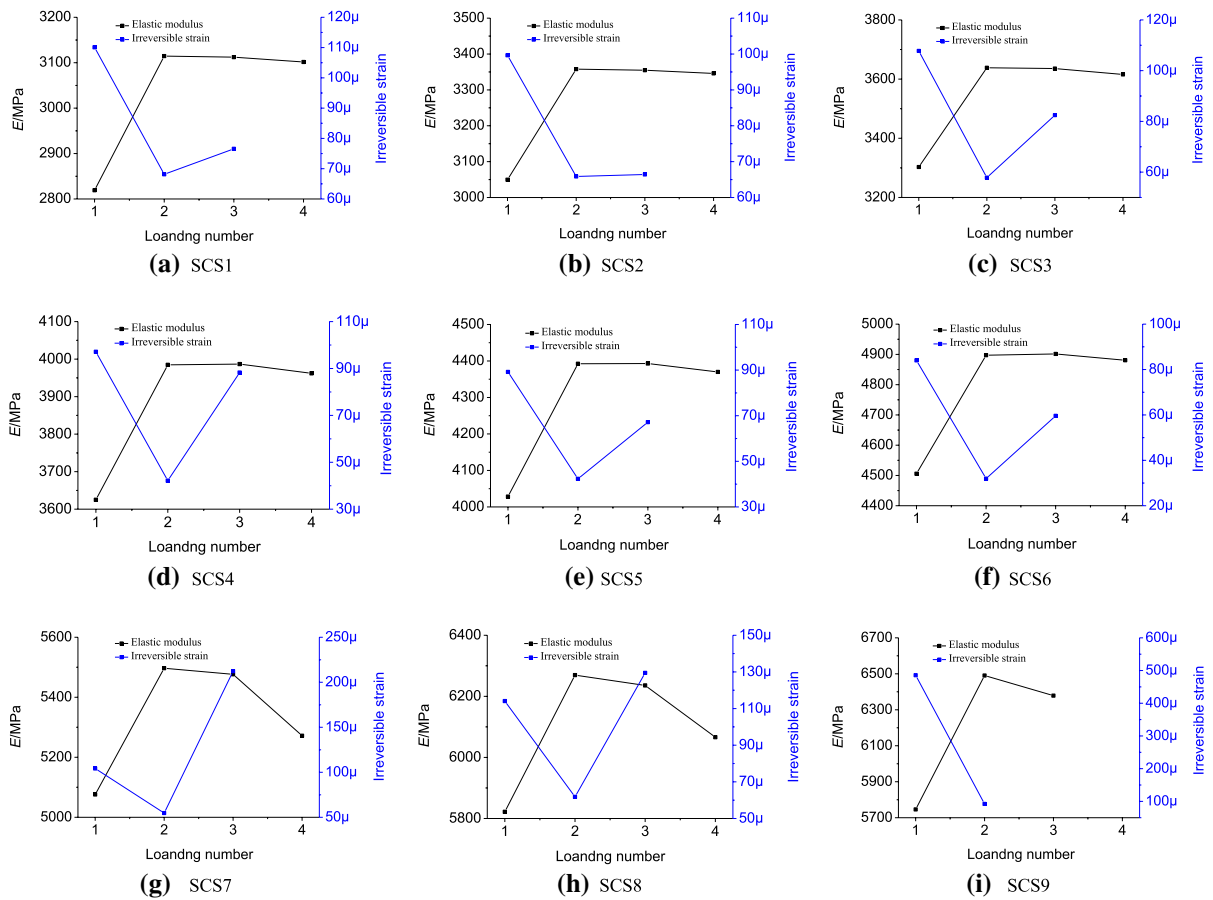 3200
3100
3000
2900
2800
E/MPa
Elastic modulus
Irreversible strain
120μ
110μ
100μ
90μ
80μ
70μ
60μ
Irreversible strain
1 2 3 4
Loandng number
(a) SCS1
3500
3400
3300
3200
3100
3000
E/MPa
Elastic modulus
Irreversible strain
110μ
100μ
90μ
80μ
70μ
60μ
Irreversible strain
1 2 3 4
Loandng number
(b) SCS2
3800
3600
3400
3200
E/MPa
Elastic modulus
Irreversible strain
120μ
100μ
80μ
60μ
Irreversible strain
1 2 3 4
Loandng number
(c) SCS3
4100
4000
3900
3800
3700
3600
E/MPa
Elastic modulus
Irreversible strain
110μ
90μ
70μ
50μ
30μ
Irreversible strain
1 2 3 4
Loandng number
(d) SCS4
4500
4400
4300
4200
4100
4000
E/MPa
Elastic modulus
Irreversible strain
110μ
90μ
70μ
50μ
30μ
Irreversible strain
1 2 3 4
Loandng number
(e) SCS5
5000
4900
4800
4700
4600
4500
4400
E/MPa
Elastic modulus
Irreversible strain
100μ
80μ
60μ
40μ
20μ
Irreversible strain
1 2 3 4
Loandng number
(f) SCS6
5600
5400
5200
5000
E/MPa
Elastic modulus
Irreversible strain
250μ
200μ
150μ
100μ
50μ
Irreversible strain
1 2 3 4
Loandng number
(g) SCS7
6400
6200
6000
5800
E/MPa
Elastic modulus
Irreversible strain
150μ
130μ
110μ
90μ
70μ
50μ
Irreversible strain
1 2 3 4
Loandng number
(h) SCS8
6700
6500
6300
6100
5900
5700
E/MPa
Elastic modulus
Irreversible strain
600μ
500μ
400μ
300μ
200μ
100μ
Irreversible strain
1 2 3 4
Loandng number
(i) SCS9